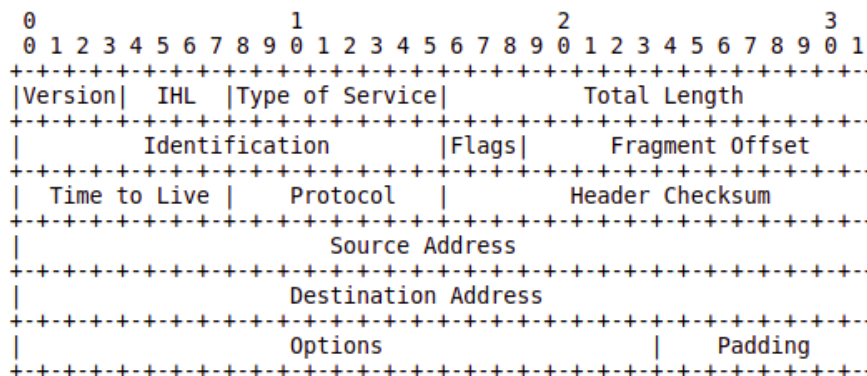 0                   1                   2                   3
0 1 2 3 4 5 6 7 8 9 0 1 2 3 4 5 6 7 8 9 0 1 2 3 4 5 6 7 8 9 0 1
+-+-+-+-+-+-+-+-+-+-+-+-+-+-+-+-+-+-+-+-+-+-+-+-+-+-+-+-+-+-+-+-
|Version|  IHL  |Type of Service|          Total Length
+-+-+-+-+-+-+-+-+-+-+-+-+-+-+-+-+-+-+-+-+-+-+-+-+-+-+-+-+-+-+-+-
|         Identification        |Flags|      Fragment Offset
+-+-+-+-+-+-+-+-+-+-+-+-+-+-+-+-+-+-+-+-+-+-+-+-+-+-+-+-+-+-+-+-
|  Time to Live |    Protocol   |         Header Checksum
+-+-+-+-+-+-+-+-+-+-+-+-+-+-+-+-+-+-+-+-+-+-+-+-+-+-+-+-+-+-+-+-
|                       Source Address
+-+-+-+-+-+-+-+-+-+-+-+-+-+-+-+-+-+-+-+-+-+-+-+-+-+-+-+-+-+-+-+-
|                    Destination Address
+-+-+-+-+-+-+-+-+-+-+-+-+-+-+-+-+-+-+-+-+-+-+-+-+-+-+-+-+-+-+-+-
|                    Options                    |    Padding
+-+-+-+-+-+-+-+-+-+-+-+-+-+-+-+-+-+-+-+-+-+-+-+-+-+-+-+-+-+-+-+-